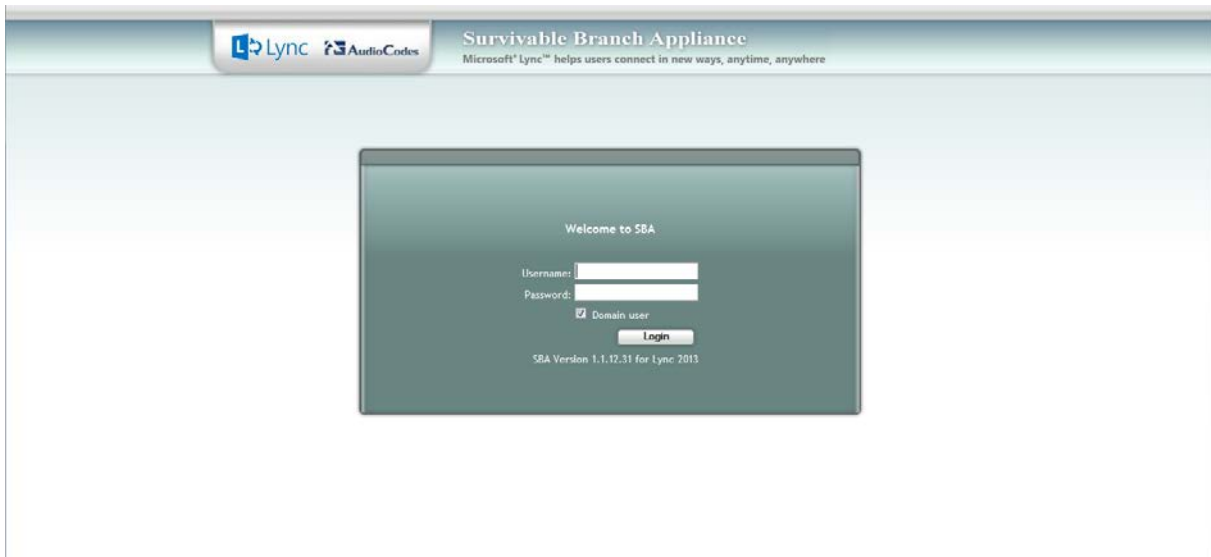 Lync AudioCodes
Survivable Branch Appliance
Microsoft® Lync™ helps users connect in new ways, anytime, anywhere
Welcome to SBA
Username:
Password:
Domain user
Login
SBA Version 1.1.12.31 for Lync 2013